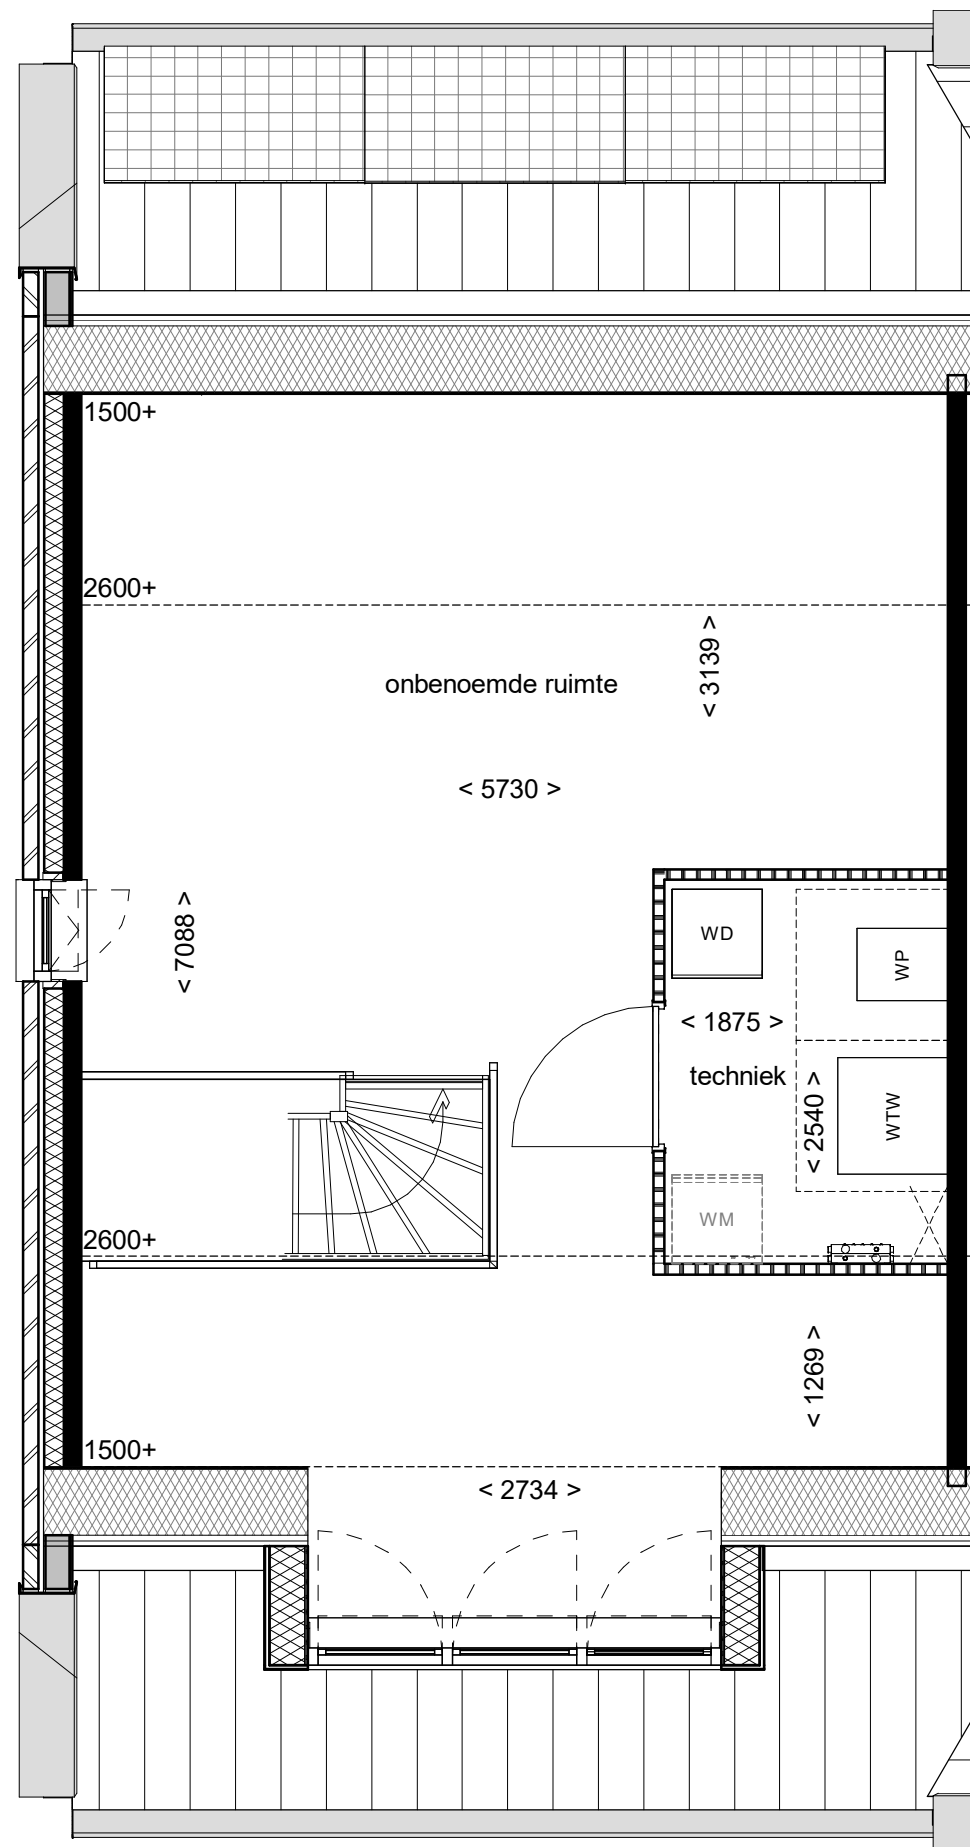 1500+
2600+
< 3139 >
onbenoemde ruimte
< 5730 >
< 7088 >
WD
WP
< 1875 >
techniek
< 2540 >
WTW
WM
2600+
< 1269 >
1500+
< 2734 >